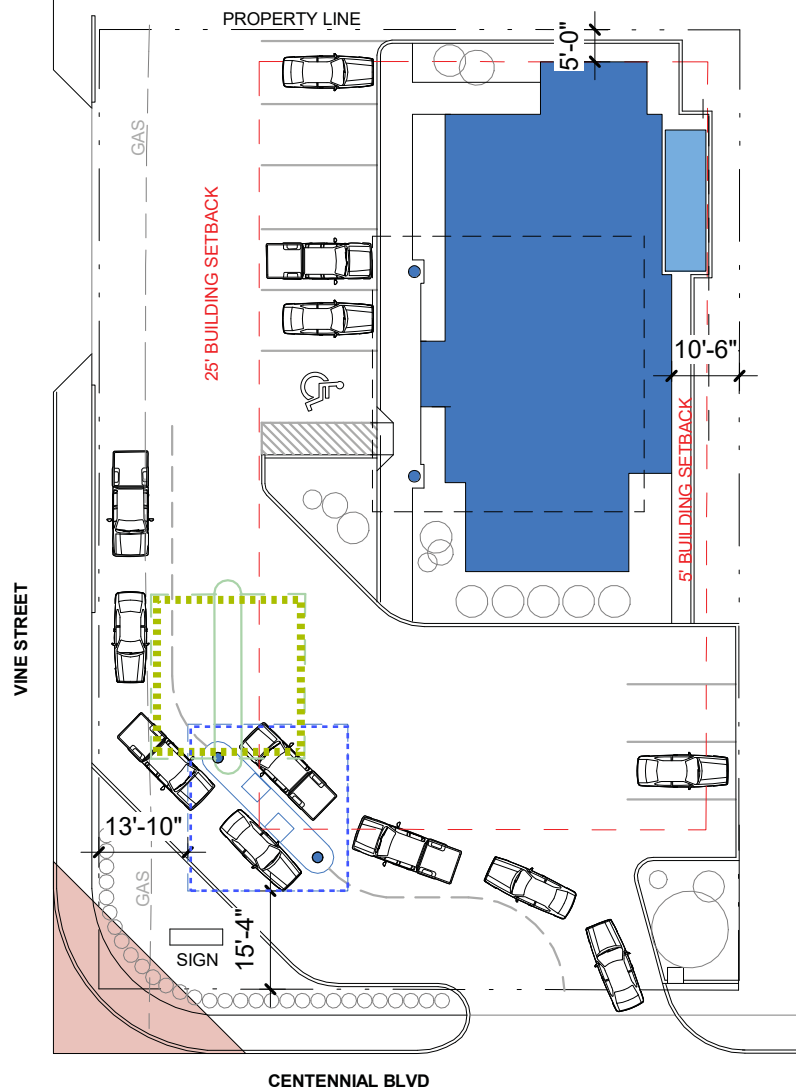 PROPERTY LINE
5'-0"
GAS
25' BUILDING SETBACK
10'-6"
5' BUILDING SETBACK
VINE STREET
13'-10"
GAS
15'-4"
SIGN
CENTENNIAL BLVD